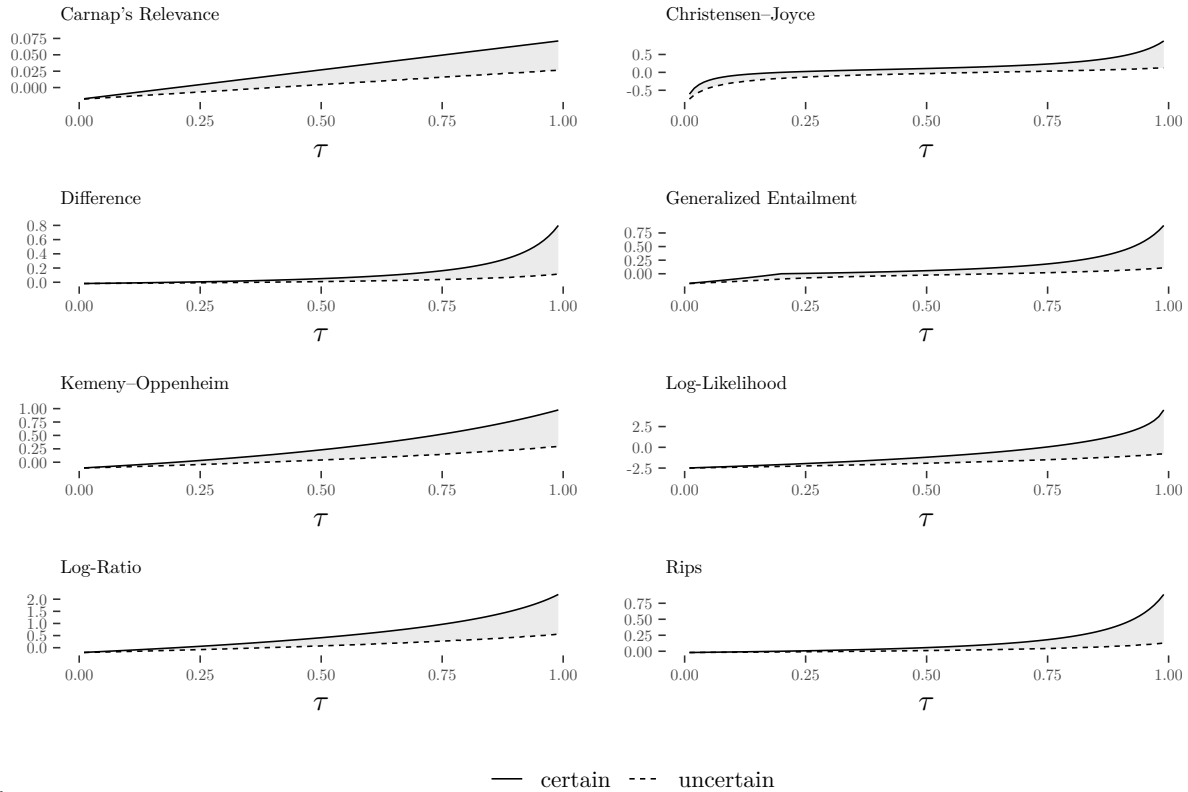 Carnap's Relevance
0.075
0.050
0.025
0.000
0.00 0.25 0.50 0.75 1.00
τ
Christensen–Joyce
0.5
0.0
-0.5
0.00 0.25 0.50 0.75 1.00
τ
Difference
0.8
0.6
0.4
0.2
0.0
0.00 0.25 0.50 0.75 1.00
τ
Generalized Entailment
0.75
0.50
0.25
0.00
0.00 0.25 0.50 0.75 1.00
τ
Kemeny–Oppenheim
1.00
0.75
0.50
0.25
0.00
0.00 0.25 0.50 0.75 1.00
τ
Log-Likelihood
2.5
0.0
-2.5
0.00 0.25 0.50 0.75 1.00
τ
Log-Ratio
2.0
1.5
1.0
0.5
0.0
0.00 0.25 0.50 0.75 1.00
τ
Rips
0.75
0.50
0.25
0.00
0.00 0.25 0.50 0.75 1.00
τ
certain uncertain